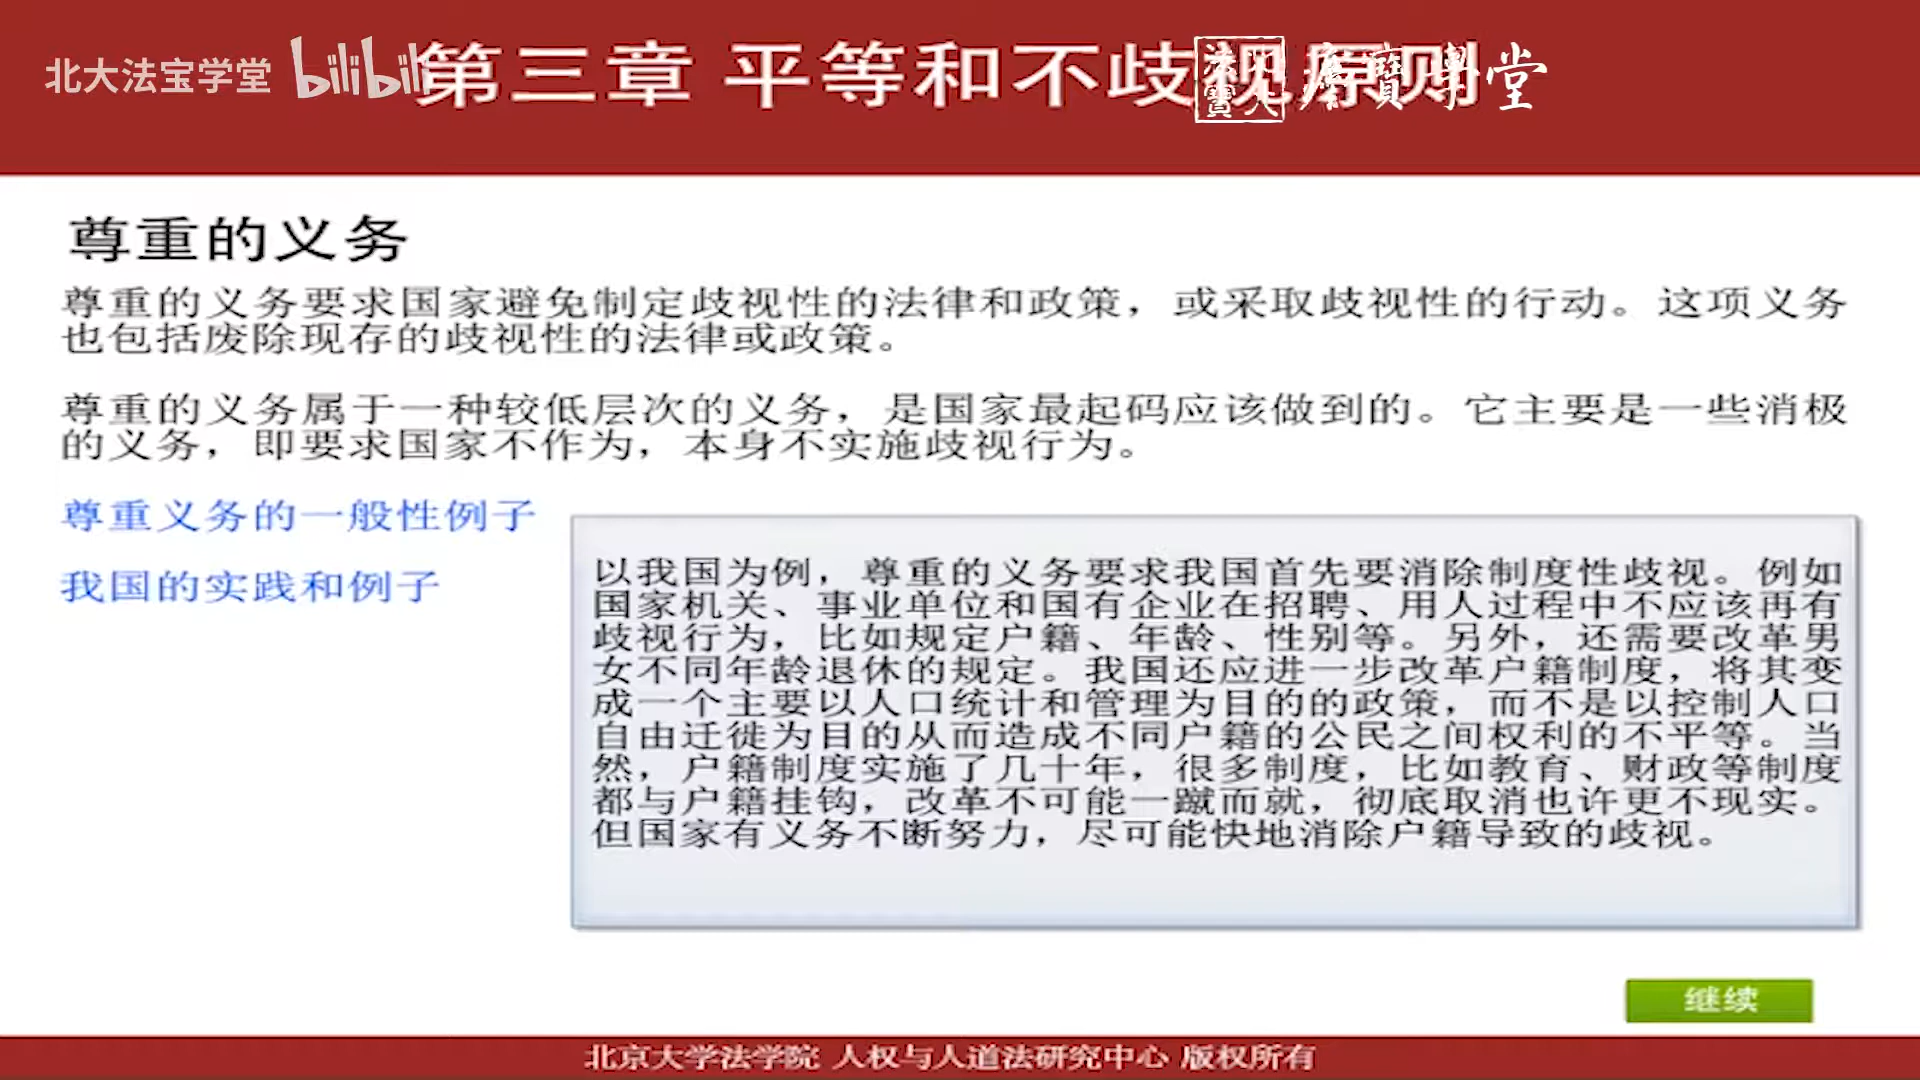 北大法宝学堂 bilibili
第三章 平等和不歧视原则
法寶學堂
尊重的义务
尊重的义务要求国家避免制定歧视性的法律和政策，或采取歧视性的行动。这项义务
也包括废除现存的歧视性的法律或政策。
尊重的义务属于一种较低层次的义务，是国家最起码应该做到的。它主要是一些消极
的义务，即要求国家不作为，本身不实施歧视行为。
尊重义务的一般性例子
我国的实践和例子
以我国为例，尊重的义务要求我国首先要消除制度性歧视。例如
国家机关、事业单位和国有企业在招聘、用人过程中不应该再有
歧视行为，比如规定户籍、年龄、性别等。另外，还需要改革男
女不同年龄退休的规定。我国还应进一步改革户籍制度，将其变
成一个主要以人口统计和管理为目的的政策，而不是以控制人口
自由迁徙为目的从而造成不同户籍的公民之间权利的不平等。当
然，户籍制度实施了几十年，很多制度，比如教育、财政等制度
都与户籍挂钩，改革不可能一蹴而就，彻底取消也许更不现实。
但国家有义务不断努力，尽可能快地消除户籍导致的歧视。
继续
北京大学法学院 人权与人道法研究中心 版权所有